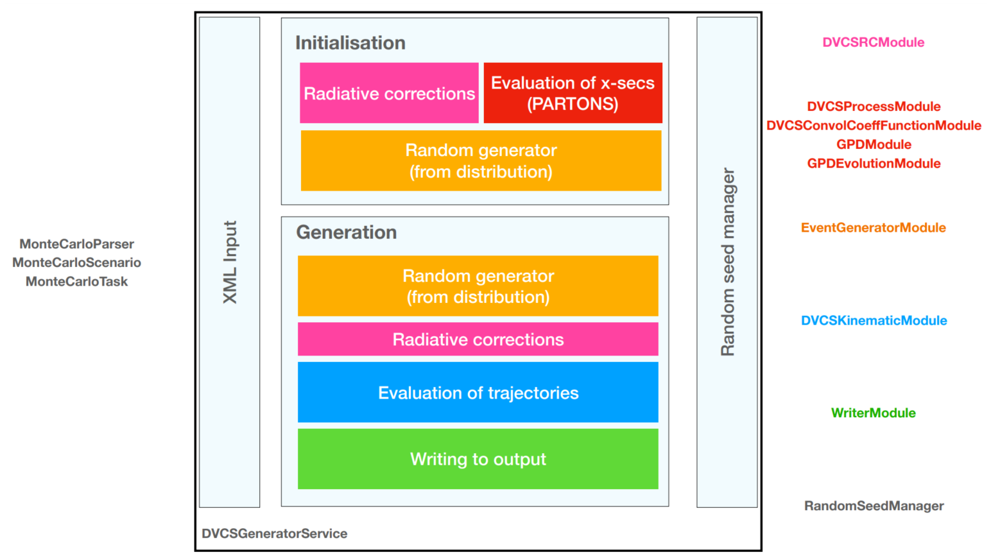 MonteCarloParser
MonteCarloScenario
MonteCarloTask
XML Input
Initialisation
Radiative corrections
Evaluation of x-secs
(PARTONS)
Random generator
(from distribution)
Generation
Random generator
(from distribution)
Radiative corrections
Evaluation of trajectories
Writing to output
Random seed manager
DVCSGeneratorService
DVCSRCModule
DVCSProcessModule
DVCSConvolCoeffFunctionModule
GPDModule
GPDEvolutionModule
EventGeneratorModule
DVCSKinematicModule
WriterModule
RandomSeedManager